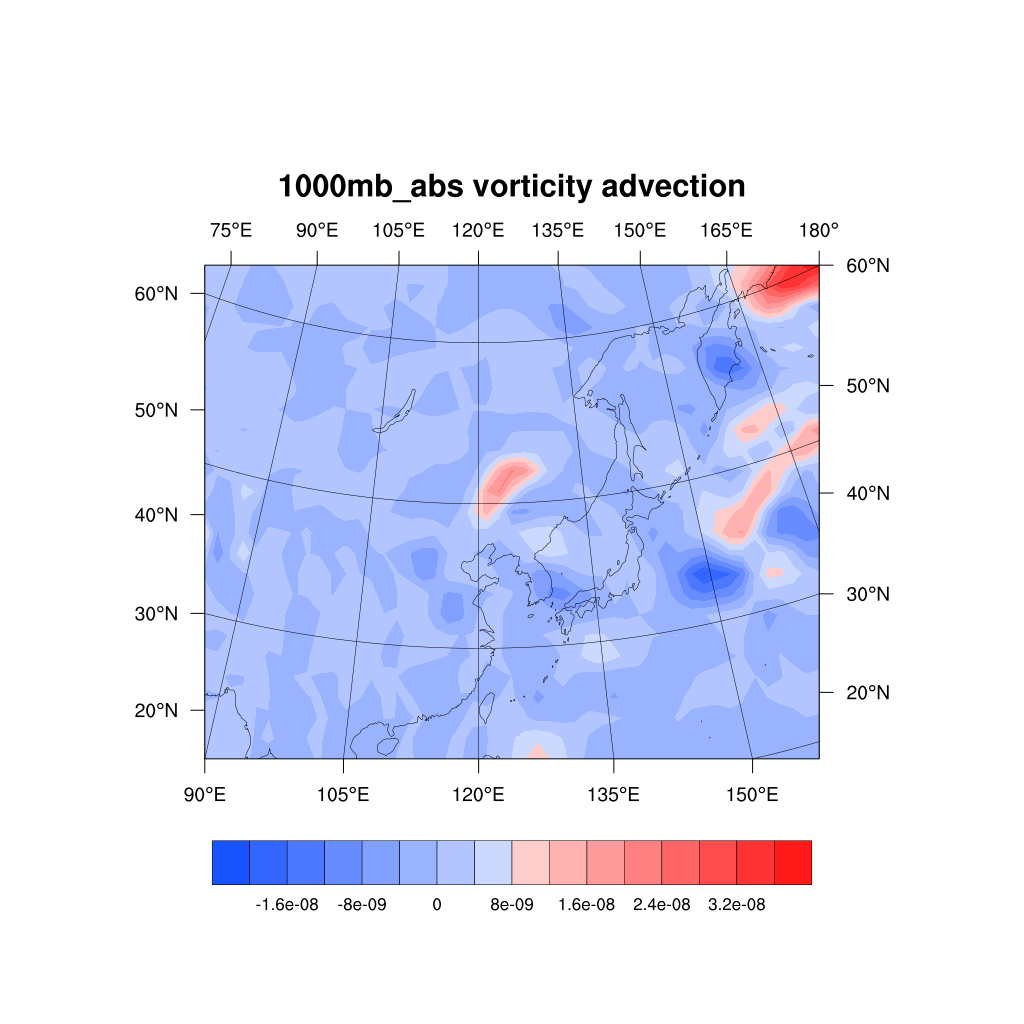 1000mb_abs vorticity advection
75°E 90°E 105°E 120°E 135°E 150°E 165°E 180°
60°N 60°N
50°N 50°N
40°N 40°N
30°N 30°N
20°N 20°N
90°E 105°E 120°E 135°E 150°E
-1.6e-08 -8e-09 0 8e-09 1.6e-08 2.4e-08 3.2e-08